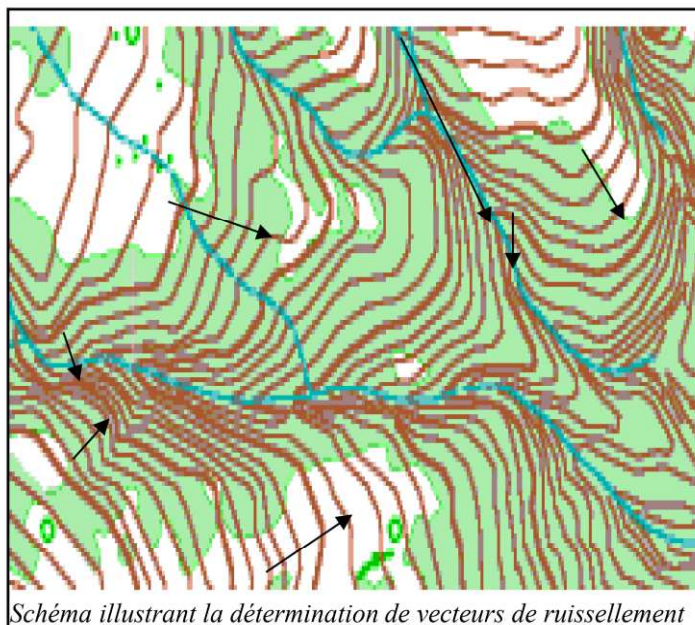 Schéma illustrant la détermination de vecteurs de ruissellement